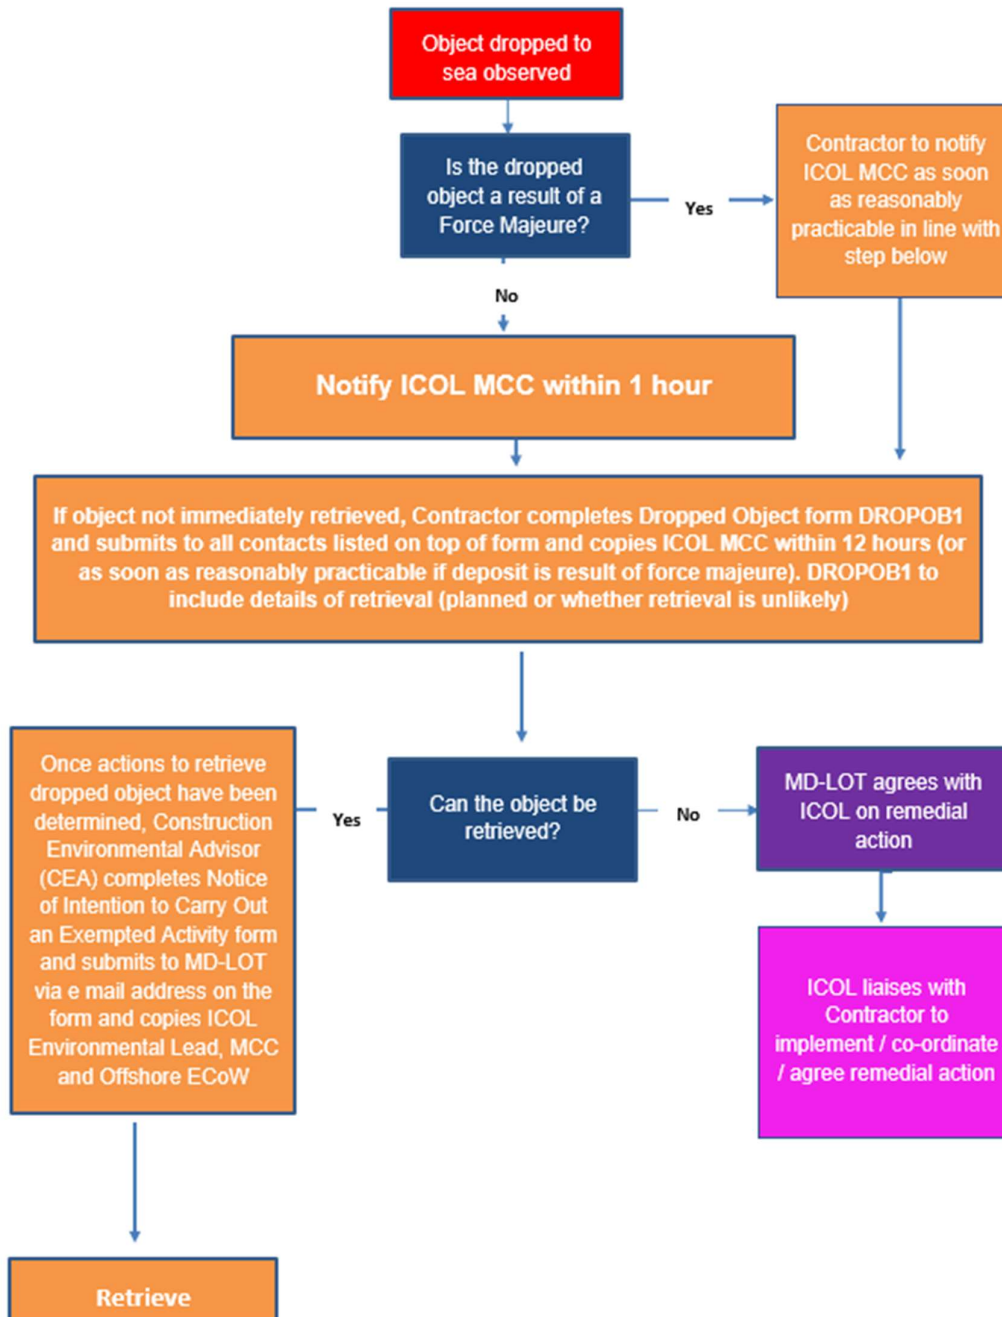 Object dropped to
sea observed
Is the dropped
object a result of a
Force Majeure?
Yes
Contractor to notify
ICOL MCC as soon
as reasonably
practicable in line with
step below
No
Notify ICOL MCC within 1 hour
If object not immediately retrieved, Contractor completes Dropped Object form DROPOB1
and submits to all contacts listed on top of form and copies ICOL MCC within 12 hours (or
as soon as reasonably practicable if deposit is result of force majeure). DROPOB1 to
include details of retrieval (planned or whether retrieval is unlikely)
Once actions to retrieve
dropped object have been
determined, Construction
Environmental Advisor
(CEA) completes Notice
of Intention to Carry Out
an Exempted Activity form
and submits to MD-LOT
via e mail address on the
form and copies ICOL
Environmental Lead, MCC
and Offshore ECoW
Yes
Can the object be
retrieved?
No
MD-LOT agrees with
ICOL on remedial
action
ICOL liaises with
Contractor to
implement / co-ordinate
/ agree remedial action
Retrieve